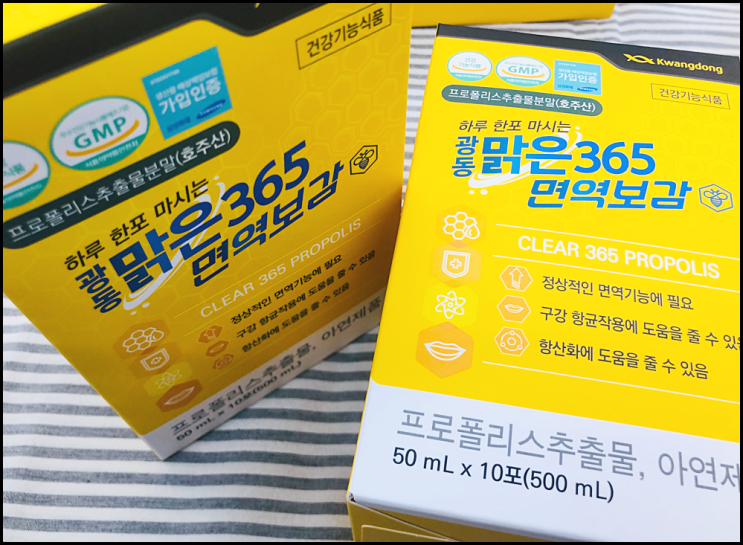 건강기능식품
GMP
가입인증
프로폴리스추출물분말(호주산)
하루 한포 마시는
광동 맑은365
면역보감
CLEAR 365 PROPOLIS
정상적인 면역기능에 필요
구강 항균작용에 도움을 줄 수 있음
항산화에 도움을 줄 수 있음
프로폴리스추출물, 아연제품
50 mL x 10포(500 mL)
Kwangdong
건강기능식품
건강
기능식품
GMP
가입인증
프로폴리스추출물분말(호주산)
하루 한포 마시는
광동 맑은365
면역보감
CLEAR 365 PROPOLIS
정상적인 면역기능에 필요
구강 항균작용에 도움을 줄 수 있
항산화에 도움을 줄 수 있음
프로폴리스추출물, 아연제
50 mL x 10포(500 mL)